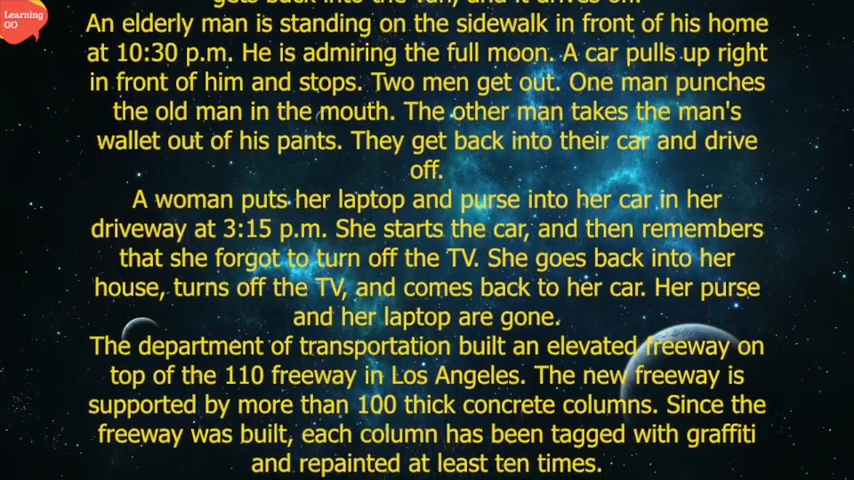 Learning
GO
gets back into the van, and it drives off.
An elderly man is standing on the sidewalk in front of his home
at 10:30 p.m. He is admiring the full moon. A car pulls up right
in front of him and stops. Two men get out. One man punches
the old man in the mouth. The other man takes the man's
wallet out of his pants. They get back into their car and drive
off.
A woman puts her laptop and purse into her car in her
driveway at 3:15 p.m. She starts the car, and then remembers
that she forgot to turn off the TV. She goes back into her
house, turns off the TV, and comes back to her car. Her purse
and her laptop are gone.
The department of transportation built an elevated freeway on
top of the 110 freeway in Los Angeles. The new freeway is
supported by more than 100 thick concrete columns. Since the
freeway was built, each column has been tagged with graffiti
and repainted at least ten times.